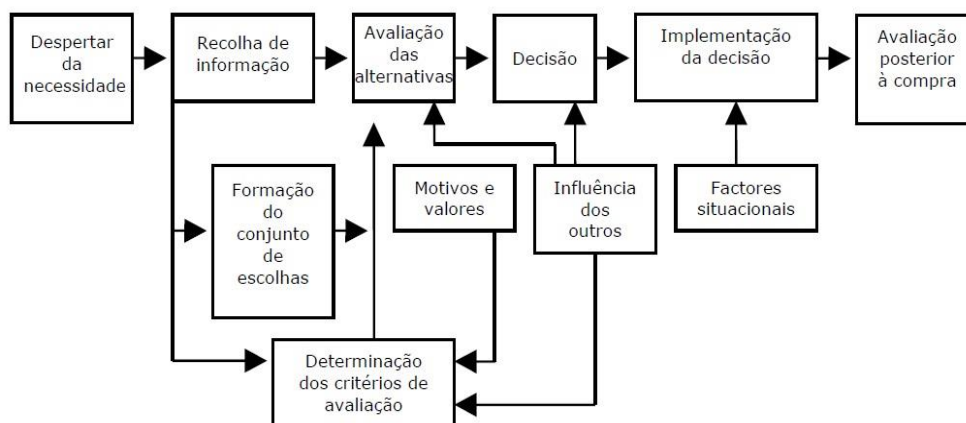 Despertar
da
necessidade
Recolha de
informação
Avaliação
das
alternativas
Decisão
Implementação
da decisão
Avaliação
posterior
à compra
Formação
do
conjunto
de
escolhas
Motivos e
valores
Influência
dos
outros
Factores
situacionais
Determinação
dos critérios de
avaliação